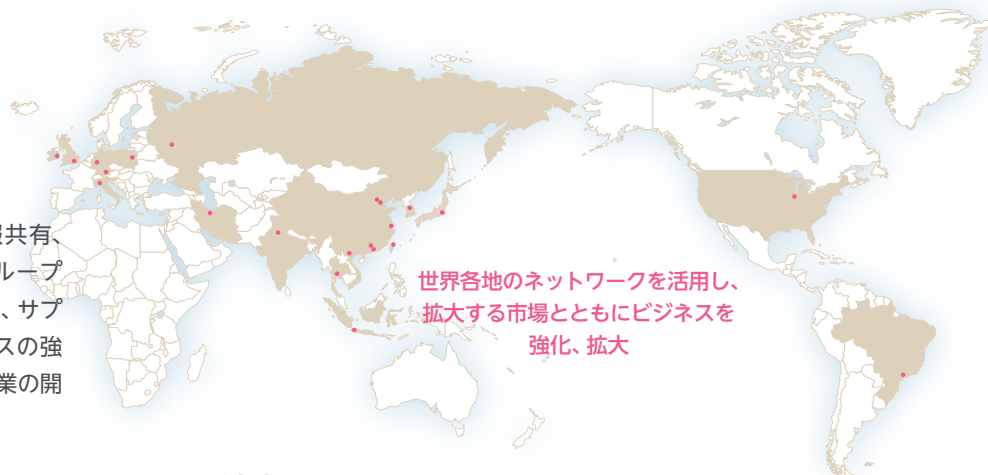 共有、
ループ
、サプ
スの強
業の開
世界各地のネットワークを活用し、
拡大する市場とともにビジネスを
強化、拡大